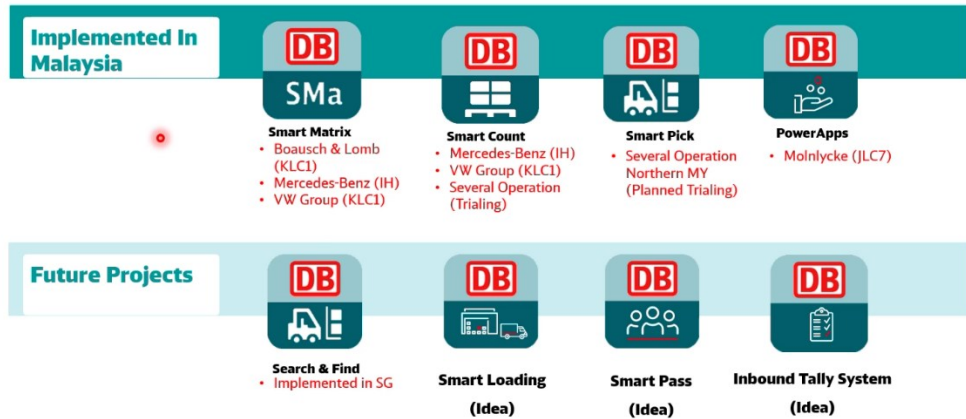 Implemented In
Malaysia
DB
SMa
DB
DB
DB
Smart Matrix
• Boausch & Lomb
(KLC1)
• Mercedes-Benz (IH)
• VW Group (KLC1)
Smart Count
• Mercedes-Benz (IH)
• VW Group (KLC1)
• Several Operation
(Trialing)
Smart Pick
• Several Operation
Northern MY
(Planned Trialing)
PowerApps
• Molnlycke (JLC7)
Future Projects
DB
DB
DB
DB
Search & Find
• Implemented in SG
Smart Loading
(Idea)
Smart Pass
(Idea)
Inbound Tally System
(Idea)